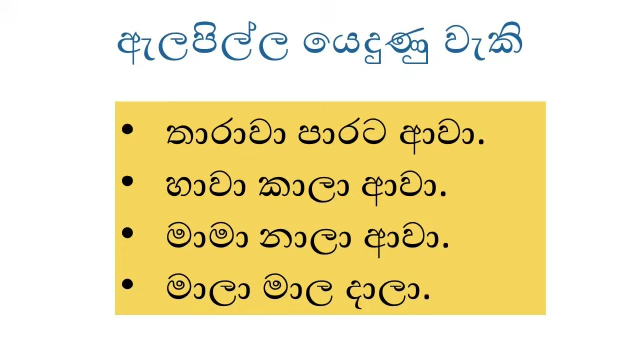 ඇලපිල්ල යෙදුණු වැකි
• තාරාවා පාරට ආවා.
• හාවා කාලා ආවා.
• මාමා නාලා ආවා.
• මාලා මාල දාලා.